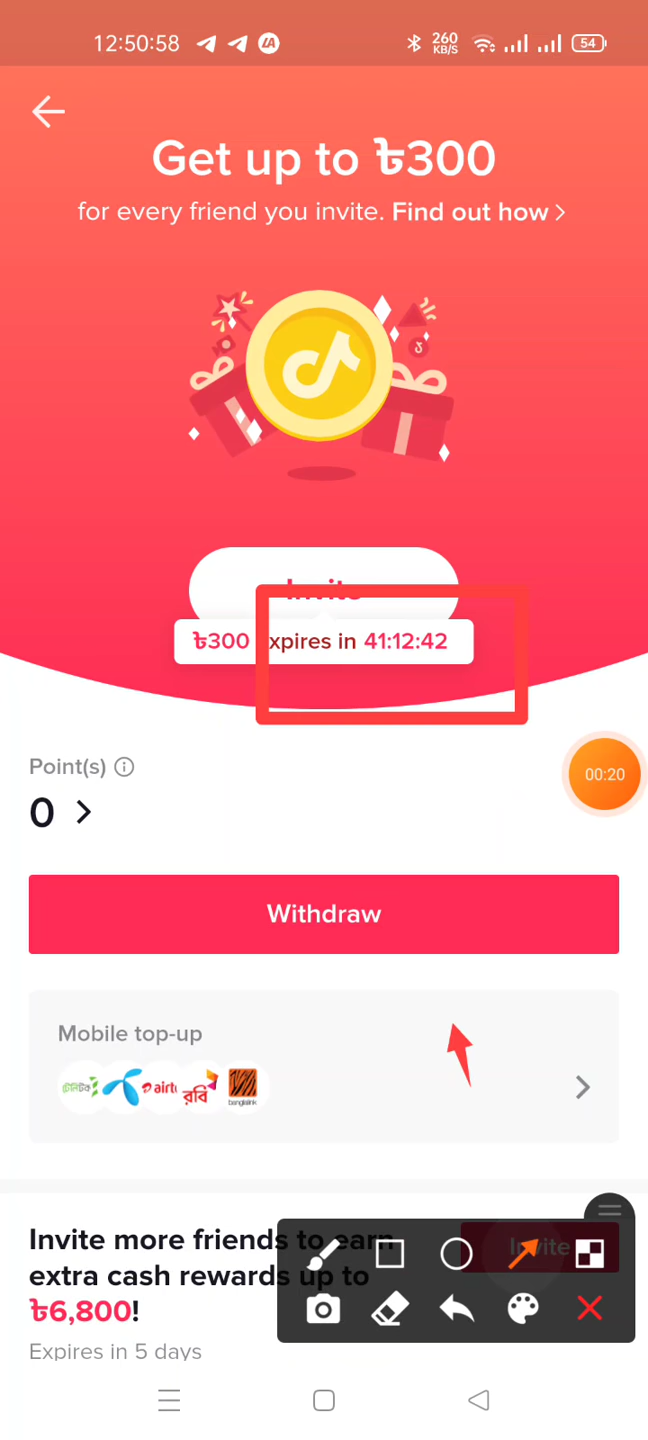 12:50:58
260
KB/S
54
Get up to ৳300
for every friend you invite. Find out how >
Invite
৳300 expires in 41:12:42
Point(s)
0 >
00:20
Withdraw
Mobile top-up
টেলিটক airt রবি banglalink
Invite more friends to earn
extra cash rewards up to
৳6,800!
Invite
Expires in 5 days